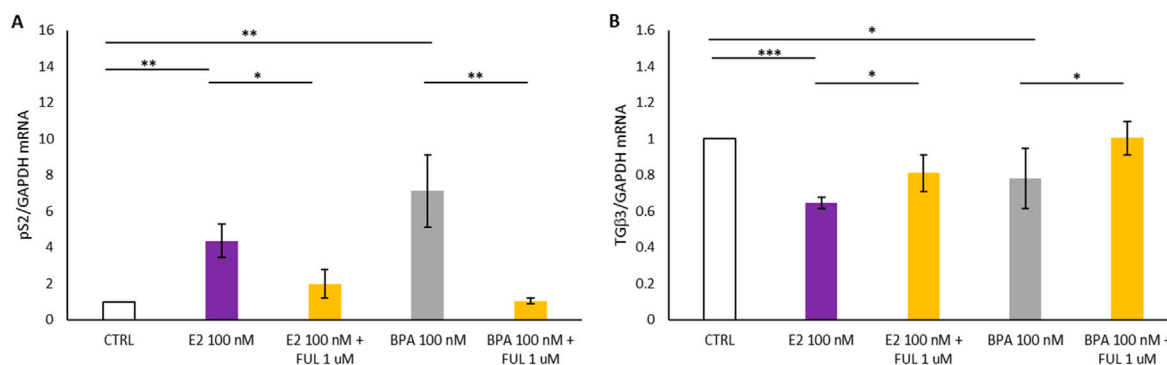 A
pS2/GAPDH mRNA
16
14
12
10
8
6
4
2
0
**
**
*
**
CTRL
E2 100 nM
E2 100 nM +
FUL 1 uM
BPA 100 nM
BPA 100 nM +
FUL 1 uM
B
TGβ3/GAPDH mRNA
1.6
1.4
1.2
1
0.8
0.6
0.4
0.2
0
*
***
*
*
CTRL
E2 100 nM
E2 100 nM +
FUL 1 uM
BPA 100 nM
BPA 100 nM +
FUL 1 uM